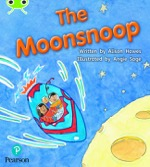 The
Moonsnoop
Written by Alison Hawes
Illustrated by Angie Sage
Pearson